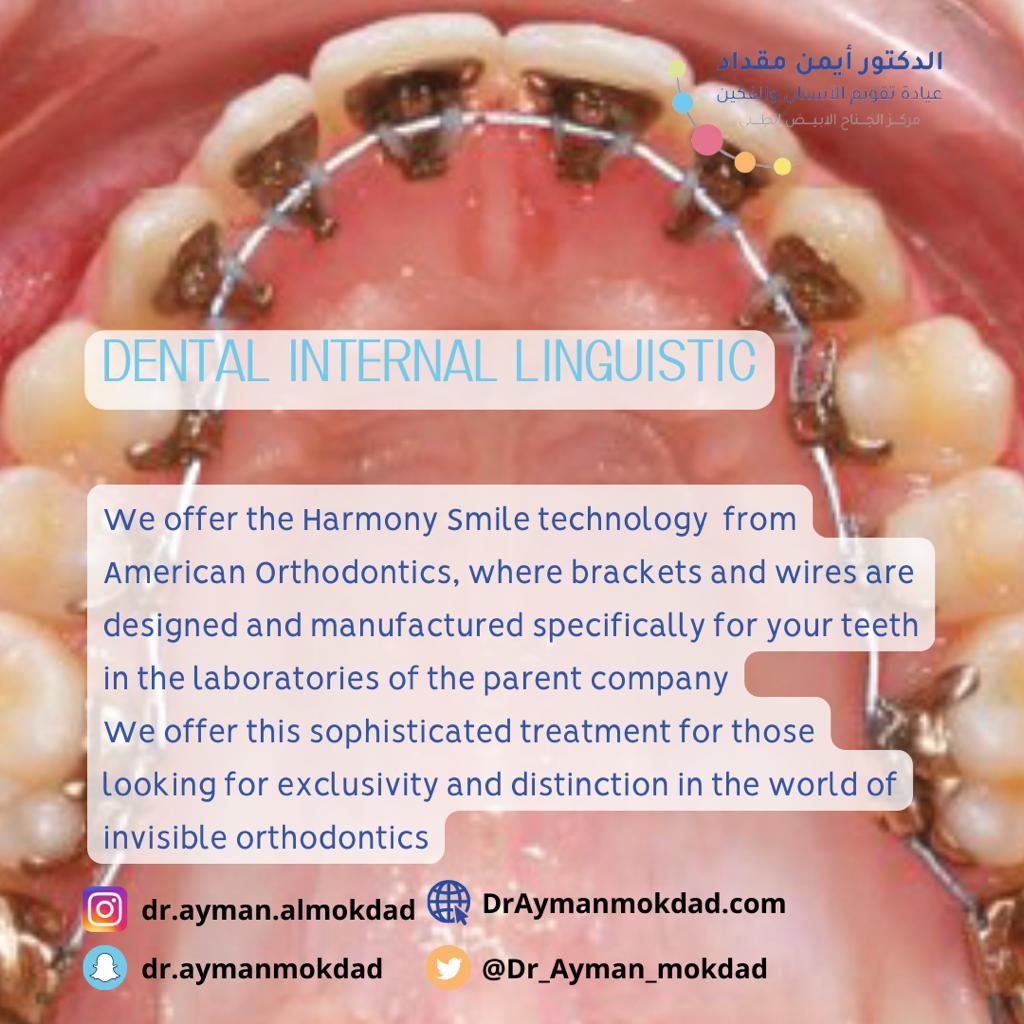 الدكتور أيمن مقداد
عيادة تقويم الأسنان والفكين
مركز الجناح الابيض الطبي
DENTAL INTERNAL LINGUISTIC
We offer the Harmony Smile technology from
American Orthodontics, where brackets and wires are
designed and manufactured specifically for your teeth
in the laboratories of the parent company
We offer this sophisticated treatment for those
looking for exclusivity and distinction in the world of
invisible orthodontics
dr.ayman.almokdad
DrAymanmokdad.com
dr.aymanmokdad
@Dr_Ayman_mokdad